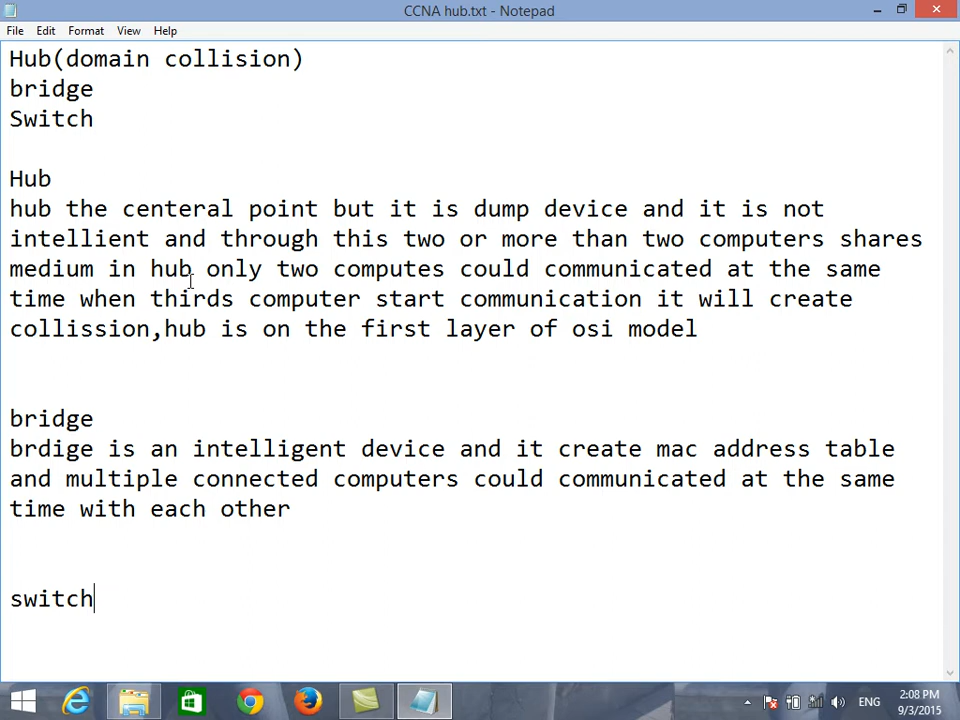 CCNA hub.txt - Notepad
File Edit Format View Help
Hub(domain collision)
bridge
Switch
Hub
hub the centeral point but it is dump device and it is not
intellient and through this two or more than two computers shares
medium in hub only two computes could communicated at the same
time when thirds computer start communication it will create
collission,hub is on the first layer of osi model
bridge
brdige is an intelligent device and it create mac address table
and multiple connected computers could communicated at the same
time with each other
switch
ENG
2:08 PM
9/3/2015